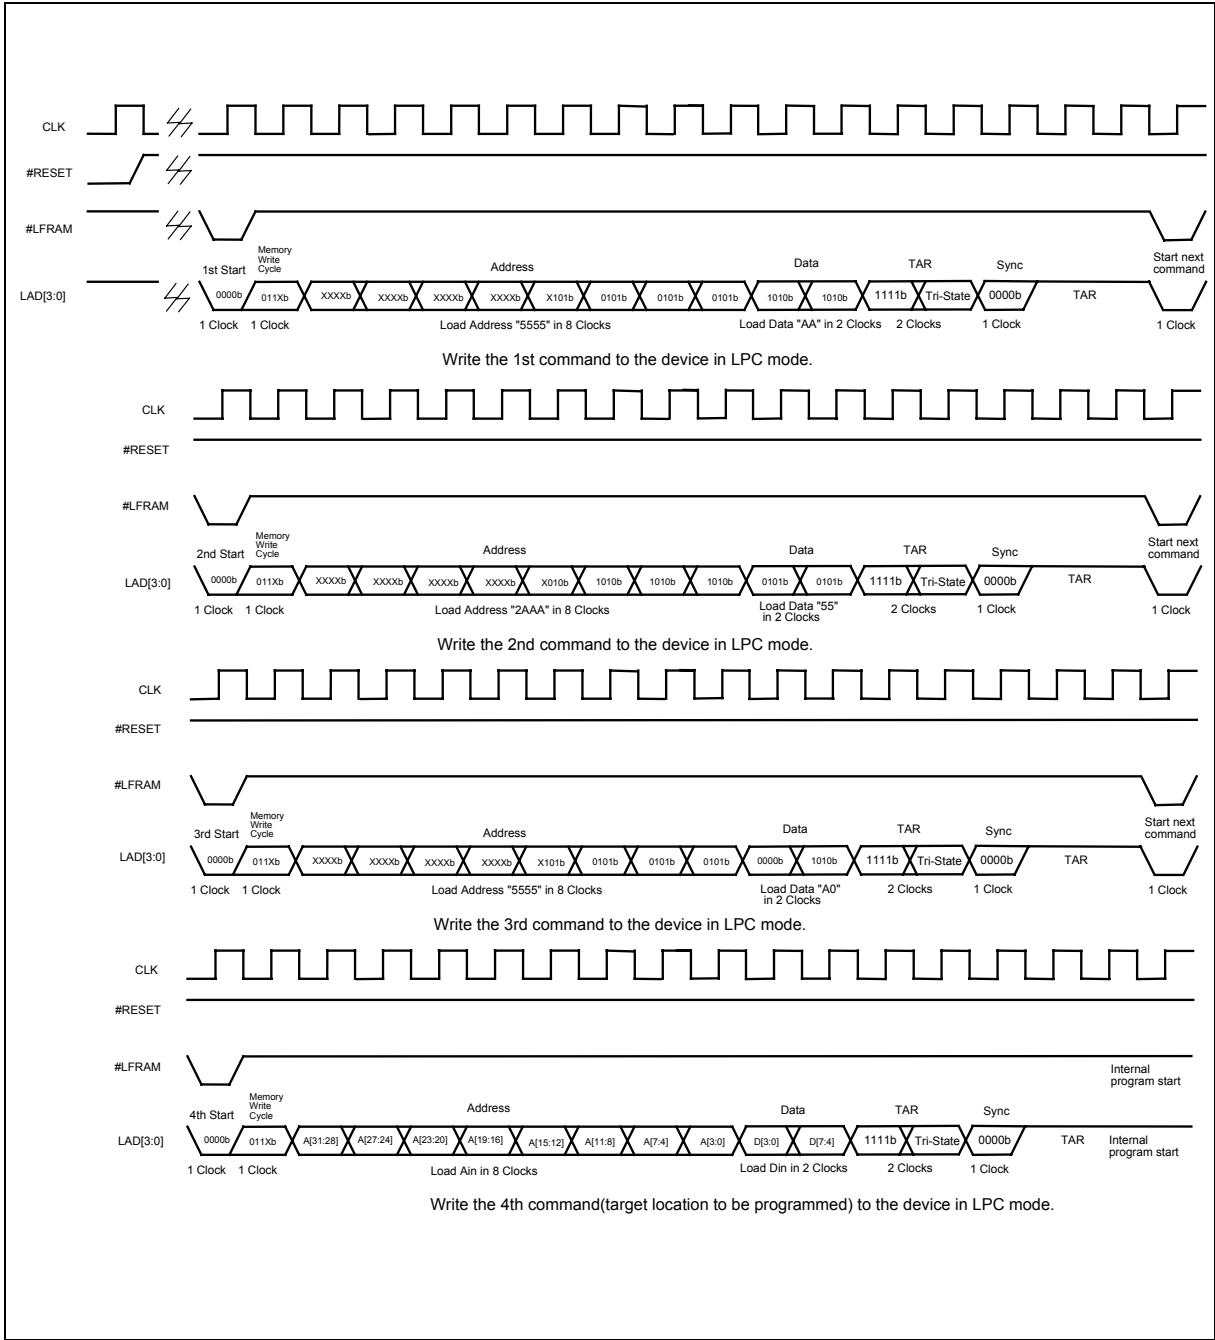 CLK
#RESET
#LFRAM
1st Start
Memory
Write
Cycle
Address
Data
TAR
Sync
Start next
command
LAD[3:0]
0000b 011Xb XXXXb XXXXb XXXXb XXXXb X101b 0101b 0101b 0101b 1010b 1010b 1111b Tri-State 0000b TAR
1 Clock 1 Clock Load Address "5555" in 8 Clocks Load Data "AA" in 2 Clocks 2 Clocks 1 Clock 1 Clock
Write the 1st command to the device in LPC mode.
CLK
#RESET
#LFRAM
2nd Start
Memory
Write
Cycle
Address
Data
TAR
Sync
Start next
command
LAD[3:0]
0000b 011Xb XXXXb XXXXb XXXXb XXXXb X010b 1010b 1010b 1010b 0101b 0101b 1111b Tri-State 0000b TAR
1 Clock 1 Clock Load Address "2AAA" in 8 Clocks
Load Data "55"
in 2 Clocks
2 Clocks 1 Clock 1 Clock
Write the 2nd command to the device in LPC mode.
CLK
#RESET
#LFRAM
3rd Start
Memory
Write
Cycle
Address
Data
TAR
Sync
Start next
command
LAD[3:0]
0000b 011Xb XXXXb XXXXb XXXXb XXXXb X101b 0101b 0101b 0101b 0000b 1010b 1111b Tri-State 0000b TAR
1 Clock 1 Clock Load Address "5555" in 8 Clocks
Load Data "A0"
in 2 Clocks
2 Clocks 1 Clock 1 Clock
Write the 3rd command to the device in LPC mode.
CLK
#RESET
#LFRAM
Internal
program start
4th Start
Memory
Write
Cycle
Address
Data
TAR
Sync
LAD[3:0]
0000b 011Xb A[31:28] A[27:24] A[23:20] A[19:16] A[15:12] A[11:8] A[7:4] A[3:0] D[3:0] D[7:4] 1111b Tri-State 0000b TAR
Internal
program start
1 Clock 1 Clock Load Ain in 8 Clocks Load Din in 2 Clocks 2 Clocks 1 Clock
Write the 4th command(target location to be programmed) to the device in LPC mode.